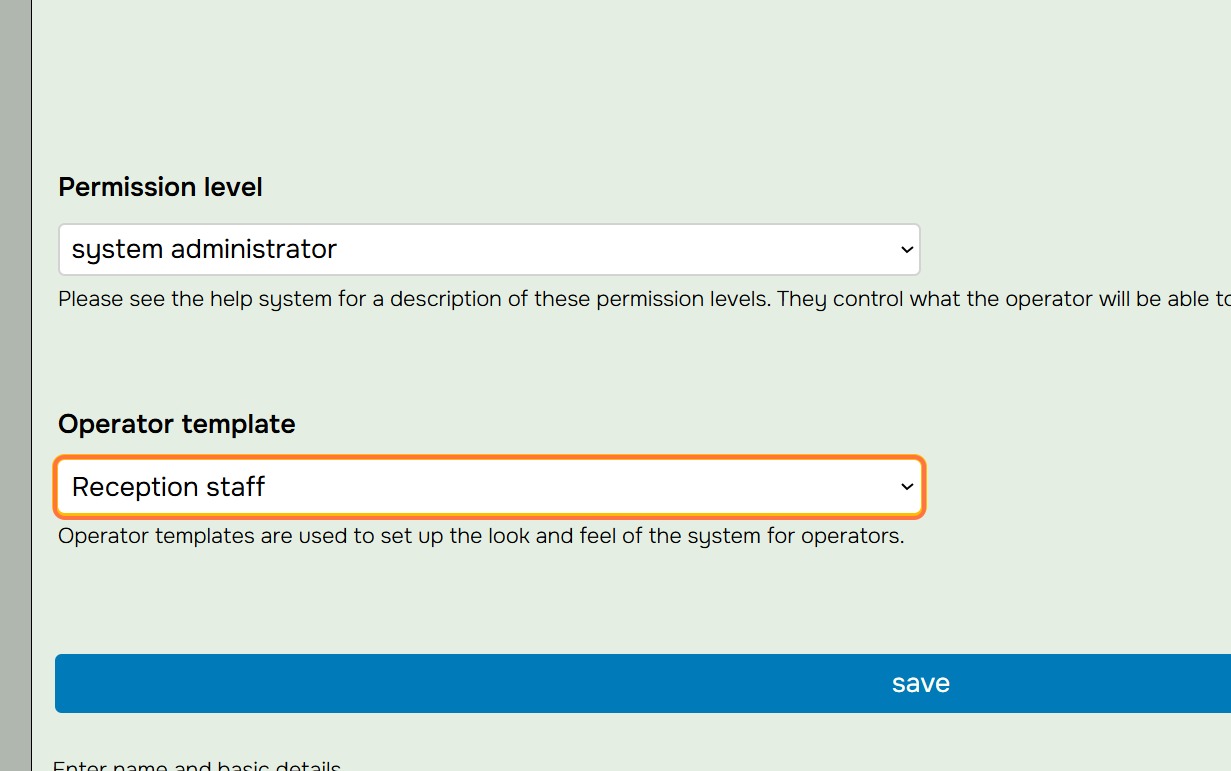 Permission level
system administrator
Please see the help system for a description of these permission levels. They control what the operator will be able to
Operator template
Reception staff
Operator templates are used to set up the look and feel of the system for operators.
save
Enter name and basic details